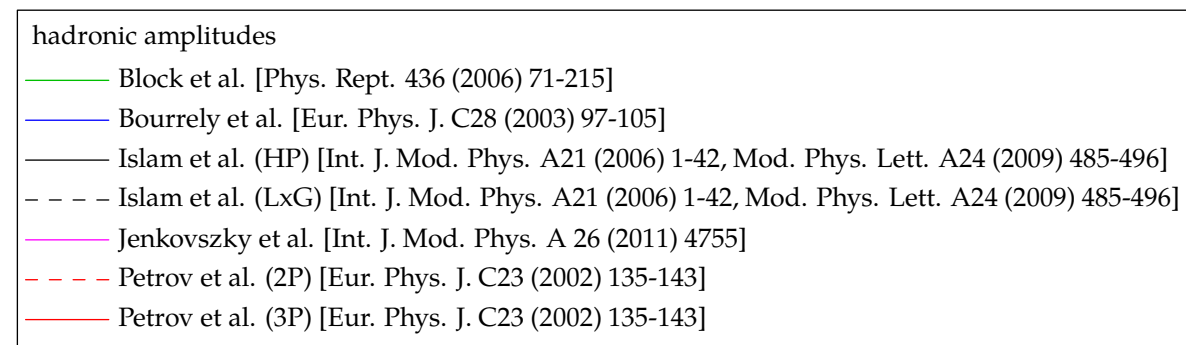 hadronic amplitudes
Block et al. [Phys. Rept. 436 (2006) 71-215]
Bourrely et al. [Eur. Phys. J. C28 (2003) 97-105]
Islam et al. (HP) [Int. J. Mod. Phys. A21 (2006) 1-42, Mod. Phys. Lett. A24 (2009) 485-496]
Islam et al. (LxG) [Int. J. Mod. Phys. A21 (2006) 1-42, Mod. Phys. Lett. A24 (2009) 485-496]
Jenkovszky et al. [Int. J. Mod. Phys. A 26 (2011) 4755]
Petrov et al. (2P) [Eur. Phys. J. C23 (2002) 135-143]
Petrov et al. (3P) [Eur. Phys. J. C23 (2002) 135-143]